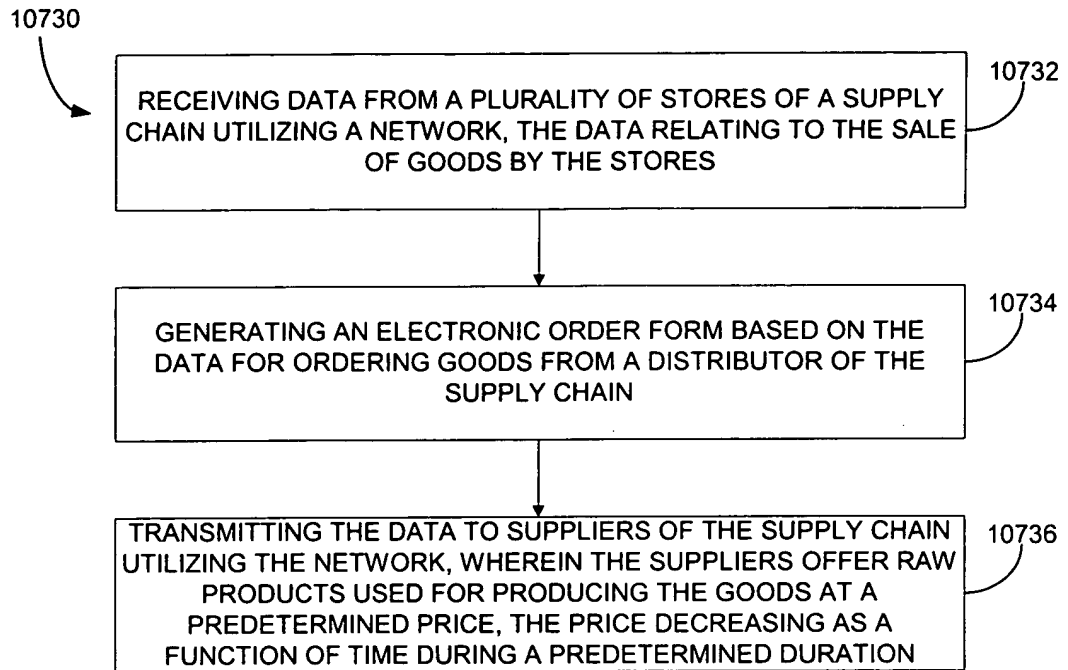 10730
10732
RECEIVING DATA FROM A PLURALITY OF STORES OF A SUPPLY
CHAIN UTILIZING A NETWORK, THE DATA RELATING TO THE SALE
OF GOODS BY THE STORES
10734
GENERATING AN ELECTRONIC ORDER FORM BASED ON THE
DATA FOR ORDERING GOODS FROM A DISTRIBUTOR OF THE
SUPPLY CHAIN
10736
TRANSMITTING THE DATA TO SUPPLIERS OF THE SUPPLY CHAIN
UTILIZING THE NETWORK, WHEREIN THE SUPPLIERS OFFER RAW
PRODUCTS USED FOR PRODUCING THE GOODS AT A
PREDETERMINED PRICE, THE PRICE DECREASING AS A
FUNCTION OF TIME DURING A PREDETERMINED DURATION